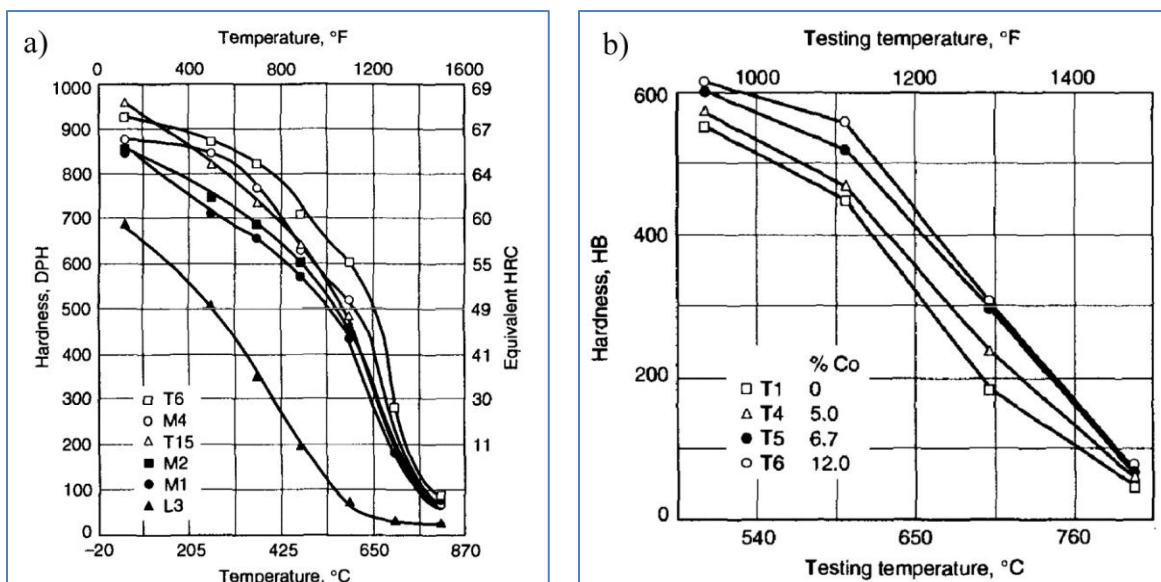 a)
Temperature, °F
0 400 800 1200 1600
1000 69
900 67
800 64
700 60
600 55
500 49
400 41
300 30
200 11
100
0
Hardness, DPH
Equivalent HRC
T6
M4
T15
M2
M1
L3
-20 205 425 650 870
Temperature, °C
b)
Testing temperature, °F
1000 1200 1400
600
400
200
0
Hardness, HB
% Co
T1 0
T4 5.0
T5 6.7
T6 12.0
540 650 760
Testing temperature, °C